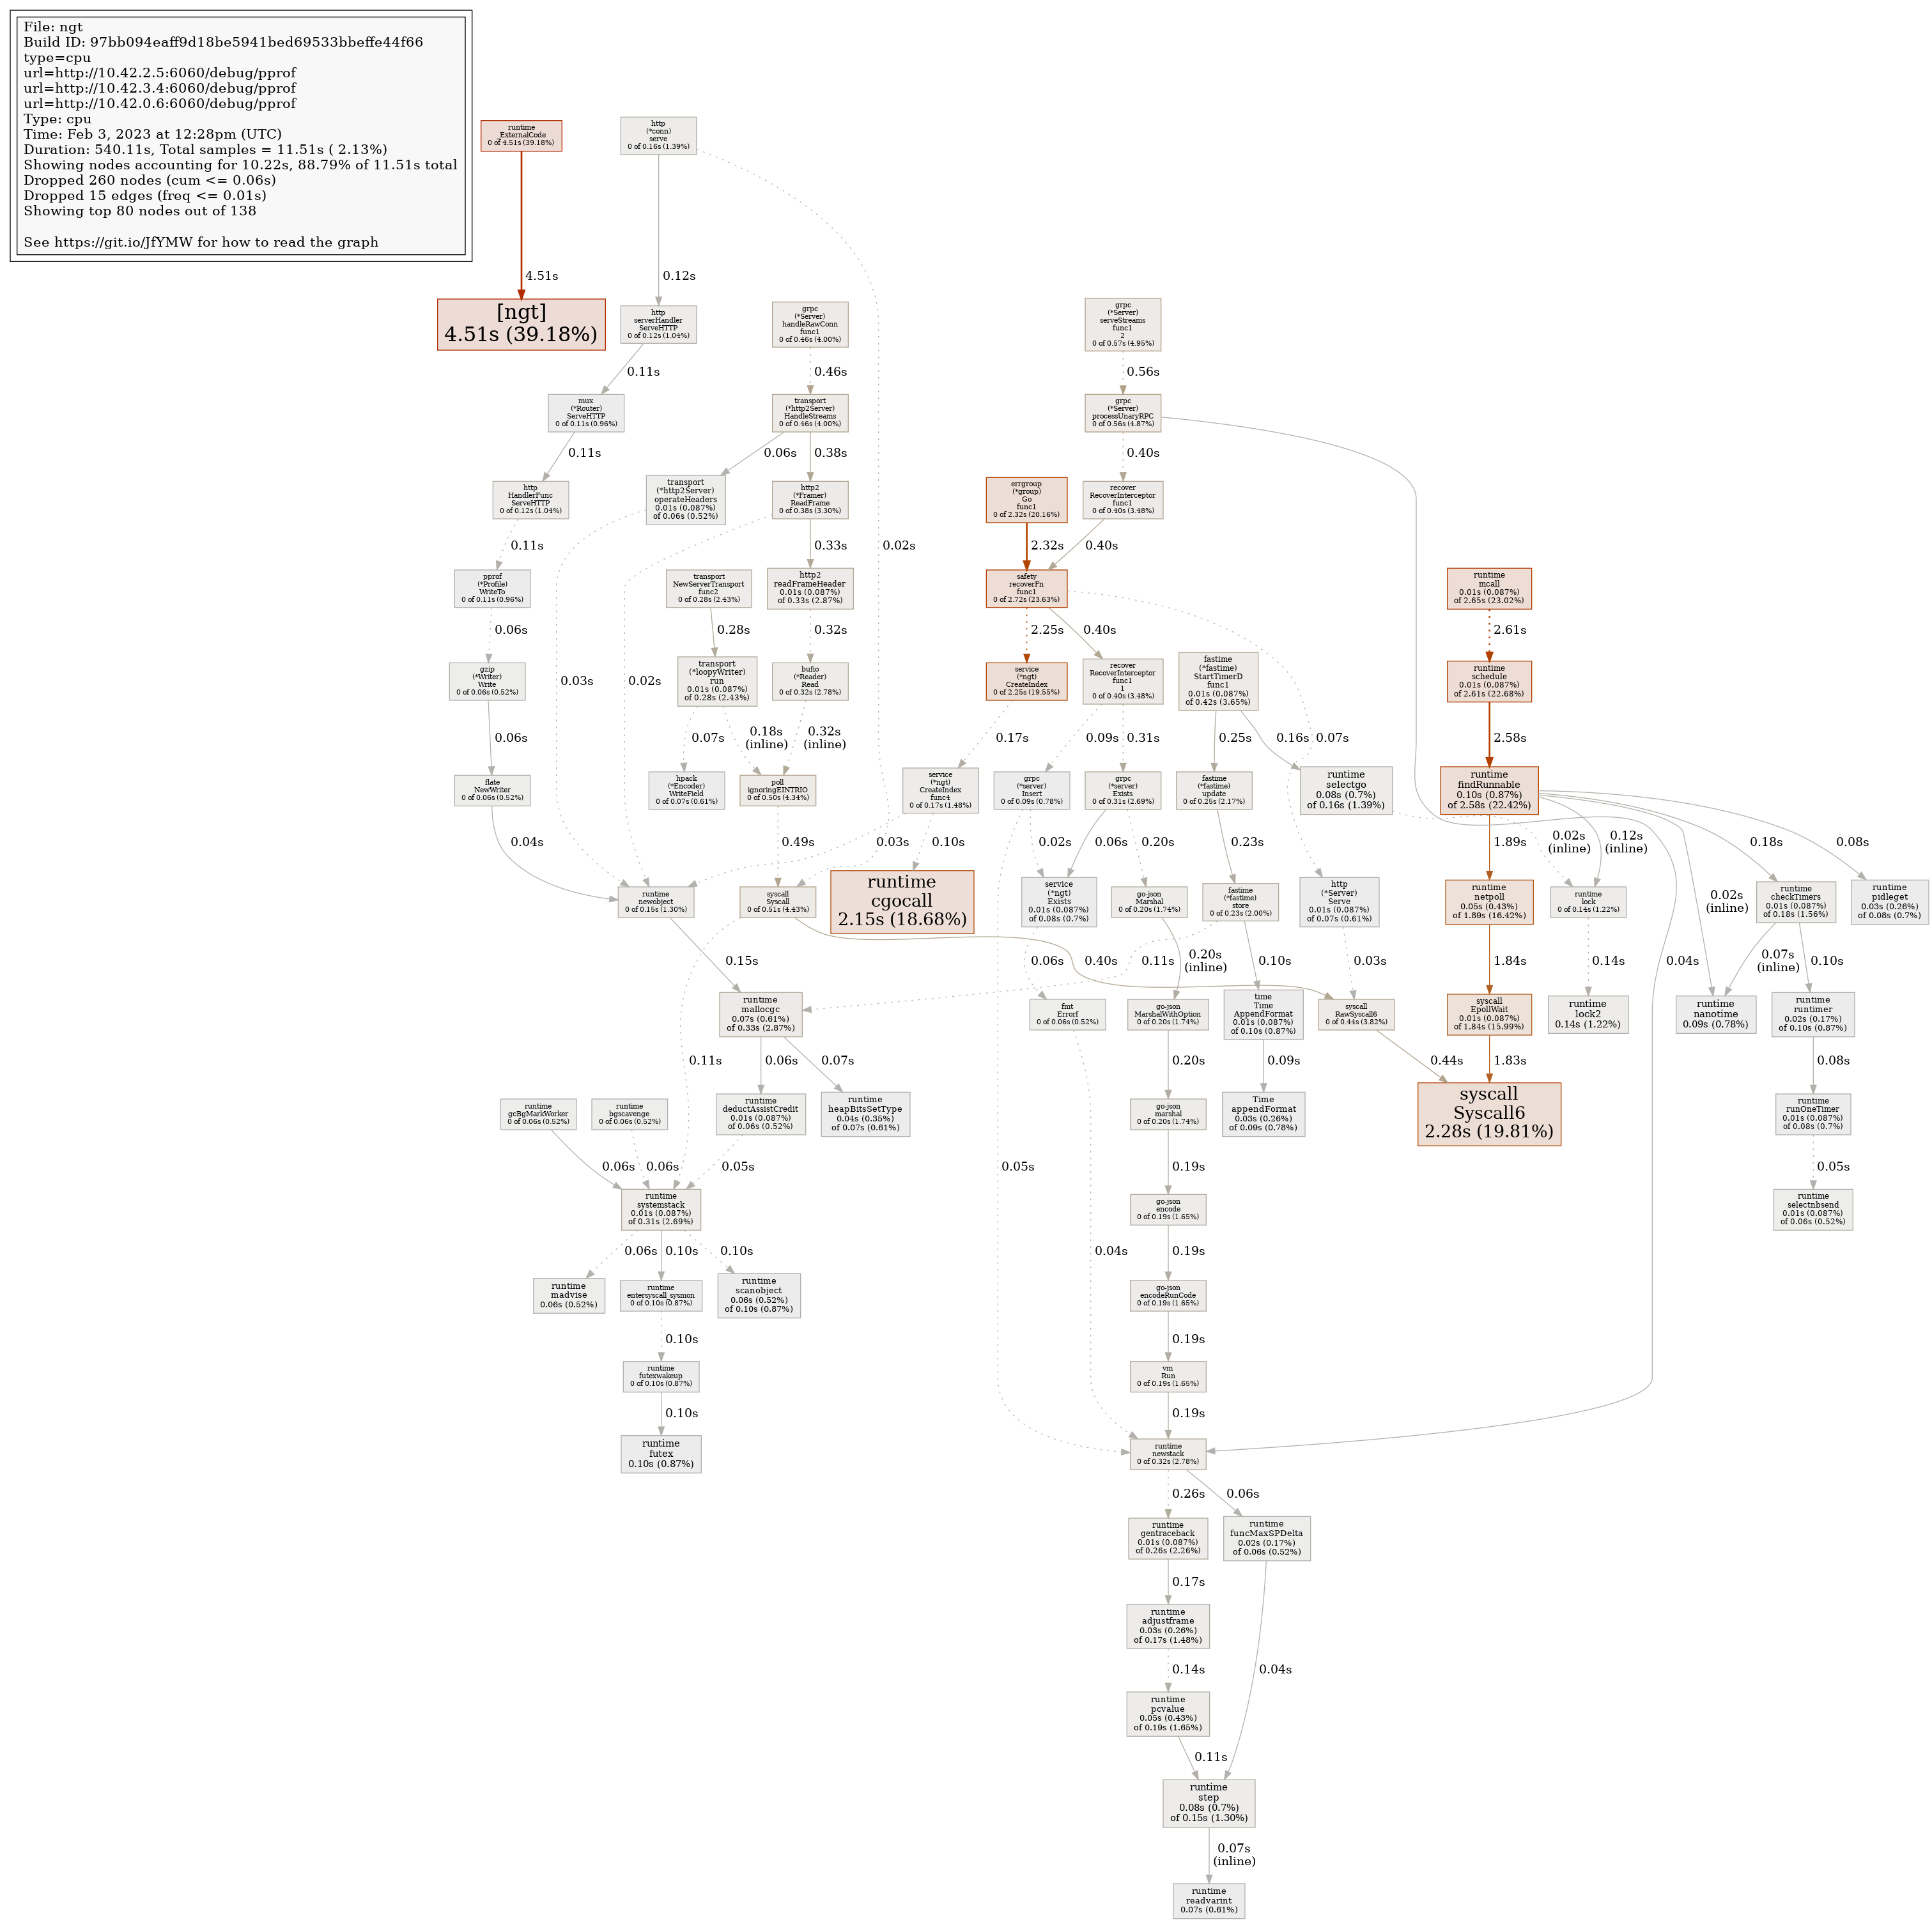 File: ngt
Build ID: 97bb094eaff9d18be5941bed69533bbeffe44f66
type=cpu
url=http://10.42.2.5:6060/debug/pprof
url=http://10.42.3.4:6060/debug/pprof
url=http://10.42.0.6:6060/debug/pprof
Type: cpu
Time: Feb 3, 2023 at 12:28pm (UTC)
Duration: 540.11s, Total samples = 11.51s ( 2.13%)
Showing nodes accounting for 10.22s, 88.79% of 11.51s total
Dropped 260 nodes (cum <= 0.06s)
Dropped 15 edges (freq <= 0.01s)
Showing top 80 nodes out of 138
See https://git.io/JfYMW for how to read the graph
runtime
_ExternalCode
0 of 4.51s (39.18%)
http
(*conn)
serve
0 of 0.16s (1.39%)
4.51s
0.12s
[ngt]
4.51s (39.18%)
http
serverHandler
ServeHTTP
0 of 0.12s (1.04%)
grpc
(*Server)
handleRawConn
func1
0 of 0.46s (4.00%)
grpc
(*Server)
serveStreams
func1
2
0 of 0.57s (4.95%)
0.11s
0.46s
0.56s
mux
(*Router)
ServeHTTP
0 of 0.11s (0.96%)
transport
(*http2Server)
HandleStreams
0 of 0.46s (4.00%)
grpc
(*Server)
processUnaryRPC
0 of 0.56s (4.87%)
0.11s
0.06s
0.38s
0.40s
http
HandlerFunc
ServeHTTP
0 of 0.12s (1.04%)
transport
(*http2Server)
operateHeaders
0.01s (0.087%)
of 0.06s (0.52%)
http2
(*Framer)
ReadFrame
0 of 0.38s (3.30%)
errgroup
(*group)
Go
func1
0 of 2.32s (20.16%)
recover
RecoverInterceptor
func1
0 of 0.40s (3.48%)
0.11s
0.33s
0.02s
2.32s
0.40s
pprof
(*Profile)
WriteTo
0 of 0.11s (0.96%)
transport
NewServerTransport
func2
0 of 0.28s (2.43%)
http2
readFrameHeader
0.01s (0.087%)
of 0.33s (2.87%)
safety
recoverFn
func1
0 of 2.72s (23.63%)
runtime
mcall
0.01s (0.087%)
of 2.65s (23.02%)
0.06s
0.28s
0.32s
2.25s
0.40s
2.61s
gzip
(*Writer)
Write
0 of 0.06s (0.52%)
0.03s
0.02s
transport
(*loopyWriter)
run
0.01s (0.087%)
of 0.28s (2.43%)
bufio
(*Reader)
Read
0 of 0.32s (2.78%)
service
(*ngt)
CreateIndex
0 of 2.25s (19.55%)
recover
RecoverInterceptor
func1
1
0 of 0.40s (3.48%)
fastime
(*fastime)
StartTimerD
func1
0.01s (0.087%)
of 0.42s (3.65%)
runtime
schedule
0.01s (0.087%)
of 2.61s (22.68%)
0.06s
0.07s
0.18s
(inline)
0.32s
(inline)
0.17s
0.09s
0.31s
0.25s
0.16s
0.07s
2.58s
flate
NewWriter
0 of 0.06s (0.52%)
hpack
(*Encoder)
WriteField
0 of 0.07s (0.61%)
poll
ignoringEINTRIO
0 of 0.50s (4.34%)
service
(*ngt)
CreateIndex
func4
0 of 0.17s (1.48%)
grpc
(*server)
Insert
0 of 0.09s (0.78%)
grpc
(*server)
Exists
0 of 0.31s (2.69%)
fastime
(*fastime)
update
0 of 0.25s (2.17%)
runtime
selectgo
0.08s (0.7%)
of 0.16s (1.39%)
runtime
findRunnable
0.10s (0.87%)
of 2.58s (22.42%)
0.04s
0.49s
0.03s
0.10s
0.02s
0.06s
0.20s
0.23s
1.89s
0.02s
(inline)
0.12s
(inline)
0.18s
0.08s
runtime
newobject
0 of 0.15s (1.30%)
syscall
Syscall
0 of 0.51s (4.43%)
runtime
cgocall
2.15s (18.68%)
service
(*ngt)
Exists
0.01s (0.087%)
of 0.08s (0.7%)
go-json
Marshal
0 of 0.20s (1.74%)
fastime
(*fastime)
store
0 of 0.23s (2.00%)
http
(*Server)
Serve
0.01s (0.087%)
of 0.07s (0.61%)
runtime
netpoll
0.05s (0.43%)
of 1.89s (16.42%)
runtime
lock
0 of 0.14s (1.22%)
0.02s
(inline)
runtime
checkTimers
0.01s (0.087%)
of 0.18s (1.56%)
runtime
pidleget
0.03s (0.26%)
of 0.08s (0.7%)
0.15s
0.40s
0.06s
0.11s
0.20s
(inline)
0.10s
0.03s
1.84s
0.14s
0.04s
0.07s
(inline)
0.10s
runtime
mallocgc
0.07s (0.61%)
of 0.33s (2.87%)
fmt
Errorf
0 of 0.06s (0.52%)
go-json
MarshalWithOption
0 of 0.20s (1.74%)
time
Time
AppendFormat
0.01s (0.087%)
of 0.10s (0.87%)
syscall
RawSyscall6
0 of 0.44s (3.82%)
syscall
EpollWait
0.01s (0.087%)
of 1.84s (15.99%)
runtime
lock2
0.14s (1.22%)
runtime
nanotime
0.09s (0.78%)
runtime
runtimer
0.02s (0.17%)
of 0.10s (0.87%)
0.11s
0.06s
0.07s
0.20s
0.09s
0.44s
1.83s
0.08s
runtime
gcBgMarkWorker
0 of 0.06s (0.52%)
runtime
bgscavenge
0 of 0.06s (0.52%)
runtime
deductAssistCredit
0.01s (0.087%)
of 0.06s (0.52%)
runtime
heapBitsSetType
0.04s (0.35%)
of 0.07s (0.61%)
go-json
marshal
0 of 0.20s (1.74%)
Time
appendFormat
0.03s (0.26%)
of 0.09s (0.78%)
syscall
Syscall6
2.28s (19.81%)
runtime
runOneTimer
0.01s (0.087%)
of 0.08s (0.7%)
0.06s
0.06s
0.05s
0.05s
0.19s
0.05s
runtime
systemstack
0.01s (0.087%)
of 0.31s (2.69%)
go-json
encode
0 of 0.19s (1.65%)
runtime
selectnbsend
0.01s (0.087%)
of 0.06s (0.52%)
0.06s
0.10s
0.10s
0.04s
0.19s
runtime
madvise
0.06s (0.52%)
runtime
entersyscall_sysmon
0 of 0.10s (0.87%)
runtime
scanobject
0.06s (0.52%)
of 0.10s (0.87%)
go-json
encodeRunCode
0 of 0.19s (1.65%)
0.10s
0.19s
runtime
futexwakeup
0 of 0.10s (0.87%)
vm
Run
0 of 0.19s (1.65%)
0.10s
0.19s
runtime
futex
0.10s (0.87%)
runtime
newstack
0 of 0.32s (2.78%)
0.26s
0.06s
runtime
gentraceback
0.01s (0.087%)
of 0.26s (2.26%)
runtime
funcMaxSPDelta
0.02s (0.17%)
of 0.06s (0.52%)
0.17s
runtime
adjustframe
0.03s (0.26%)
of 0.17s (1.48%)
0.14s
0.04s
runtime
pcvalue
0.05s (0.43%)
of 0.19s (1.65%)
0.11s
runtime
step
0.08s (0.7%)
of 0.15s (1.30%)
0.07s
(inline)
runtime
readvarint
0.07s (0.61%)